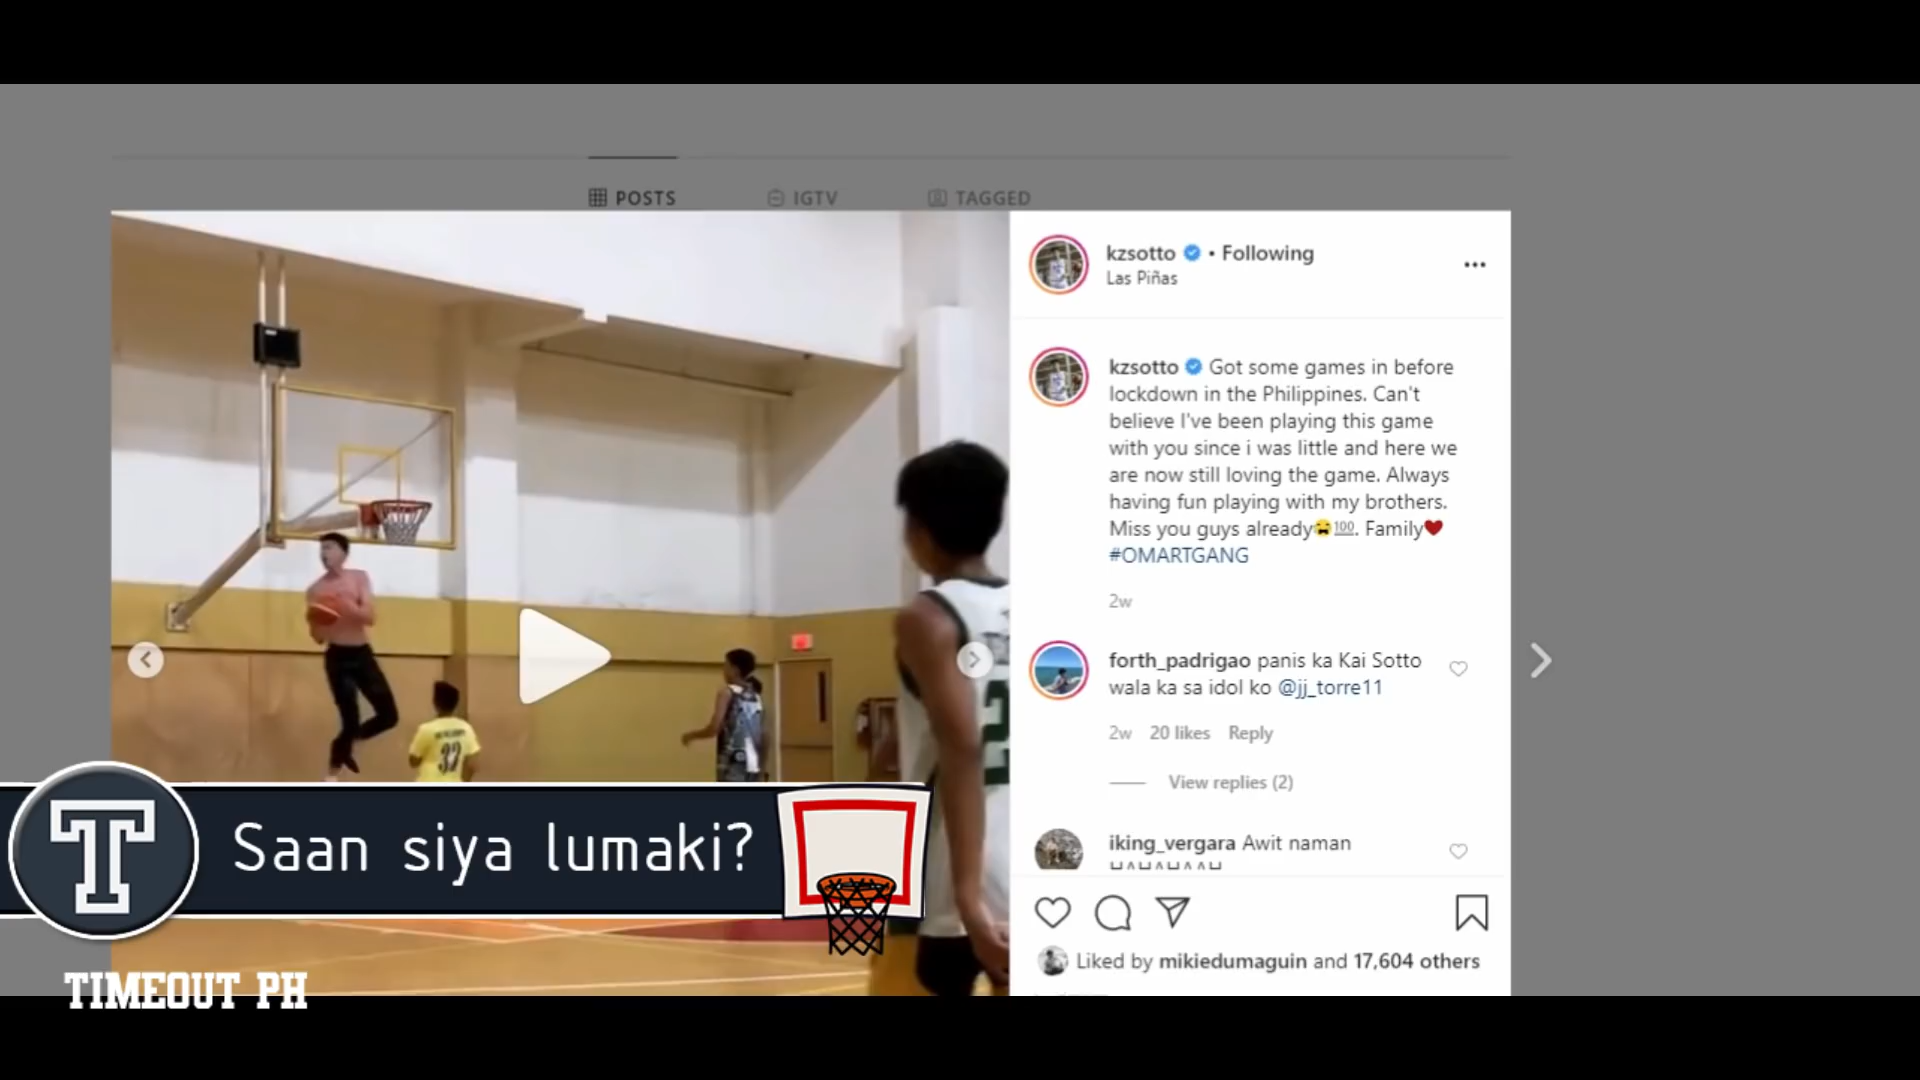 POSTS
IGTV
TAGGED
kzsotto • Following
Las Piñas
kzsotto Got some games in before
lockdown in the Philippines. Can't
believe I've been playing this game
with you since i was little and here we
are now still loving the game. Always
having fun playing with my brothers.
Miss you guys already😫💯. Family❤
#OMARTGANG
2w
forth_padrigao panis ka Kai Sotto
wala ka sa idol ko @jj_torre11
2w 20 likes Reply
View replies (2)
iking_vergara Awit naman
HAHAHAAH
Liked by mikiedumaguin and 17,604 others
32
2
T
Saan siya lumaki?
TIMEOUT PH